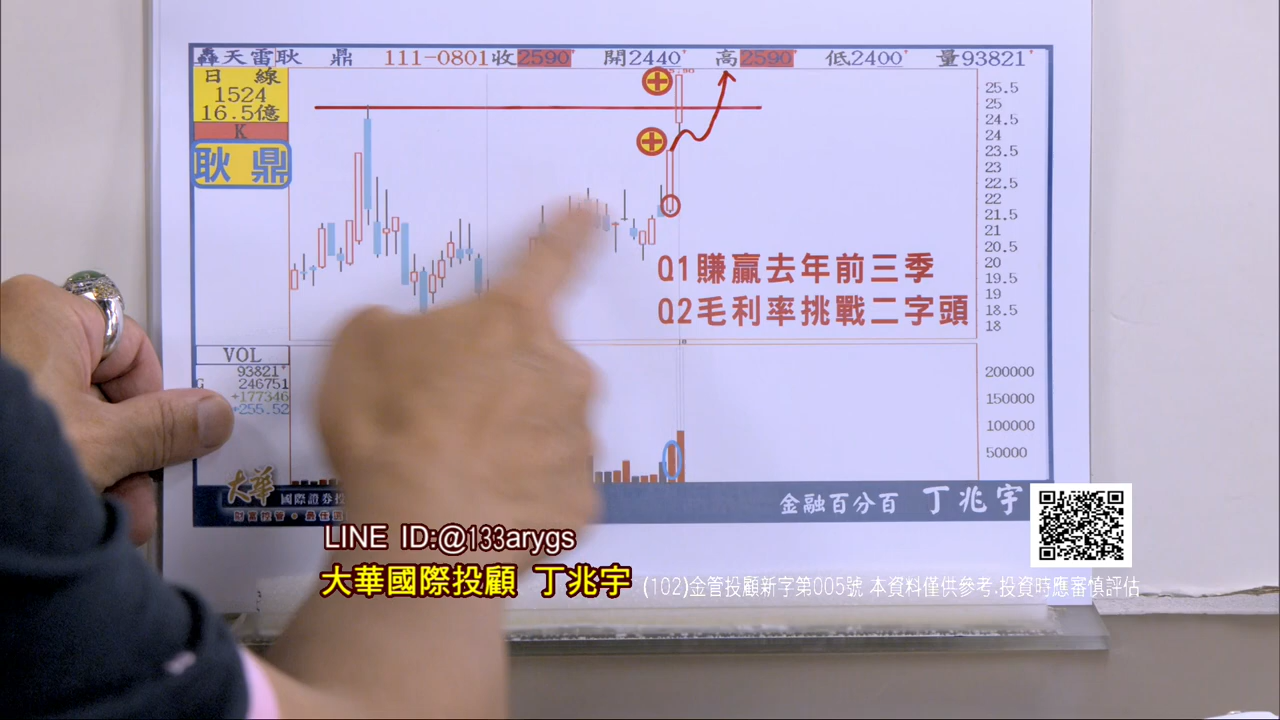 轟天雷耿 鼎 111-0801收2590 開2440 高2590 低2400 量93821
日 線
1524
16.5億
K
耿 鼎
25.5
25
24.5
24
23.5
23
22.5
22
21.5
21
20.5
20
19.5
19
18.5
18
Q1賺贏去年前三季
Q2毛利率挑戰二字頭
VOL
93821
246751
+177346
+255.52
200000
150000
100000
50000
大華 國際證券投
金融百分百 丁兆宇
LINE ID:@133arygs
大華國際投顧 丁兆宇 (102)金管投顧新字第005號 本資料僅供參考.投資時應審慎評估